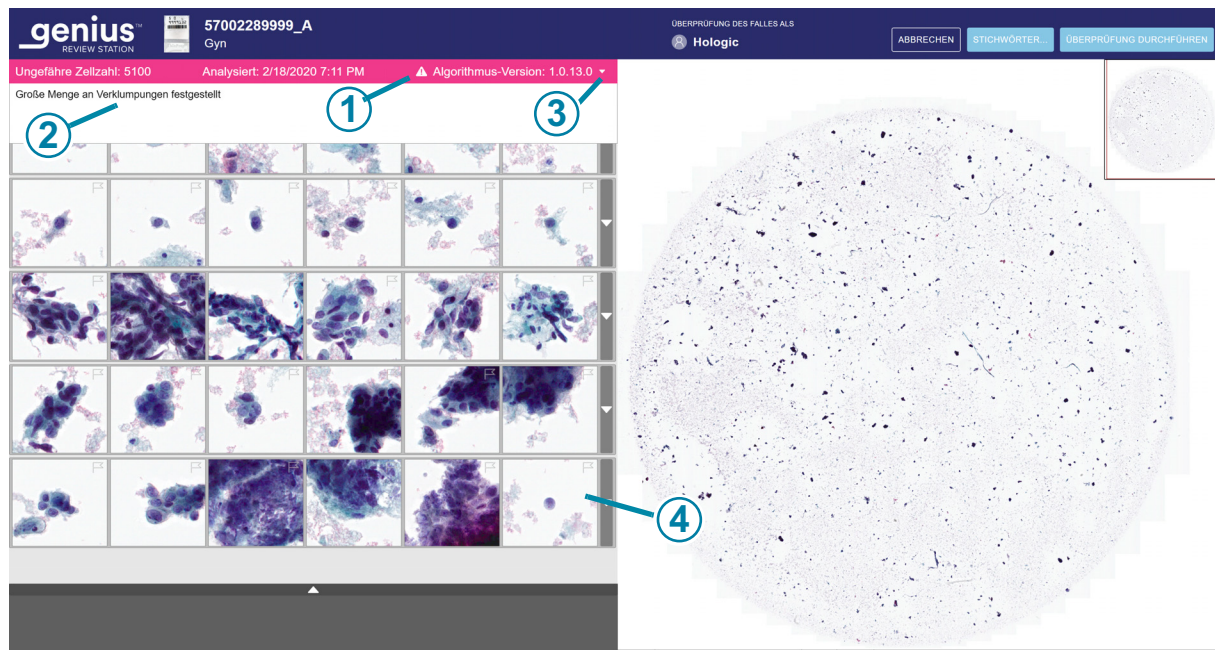 genius™
REVIEW STATION
57002289999_A
Gyn
ÜBERPRÜFUNG DES FALLES ALS
Hologic
ABBRECHEN
STICHWÖRTER...
ÜBERPRÜFUNG DURCHFÜHREN
Ungefähre Zellzahl: 5100
Analysiert: 2/18/2020 7:11 PM
Algorithmus-Version: 1.0.13.0
Große Menge an Verklumpungen festgestellt
1
2
3
4